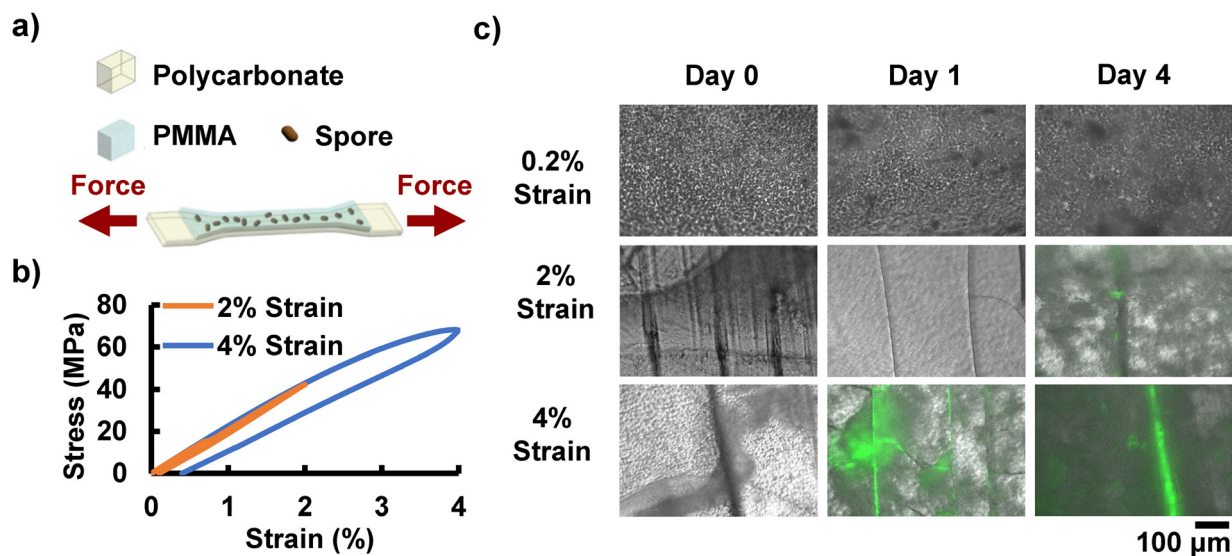 a)
Polycarbonate
PMMA
Spore
Force
Force
b)
80
60
40
20
0
Stress (MPa)
2% Strain
4% Strain
0
1
2
3
4
Strain (%)
c)
Day 0
Day 1
Day 4
0.2%
Strain
2%
Strain
4%
Strain
100 µm